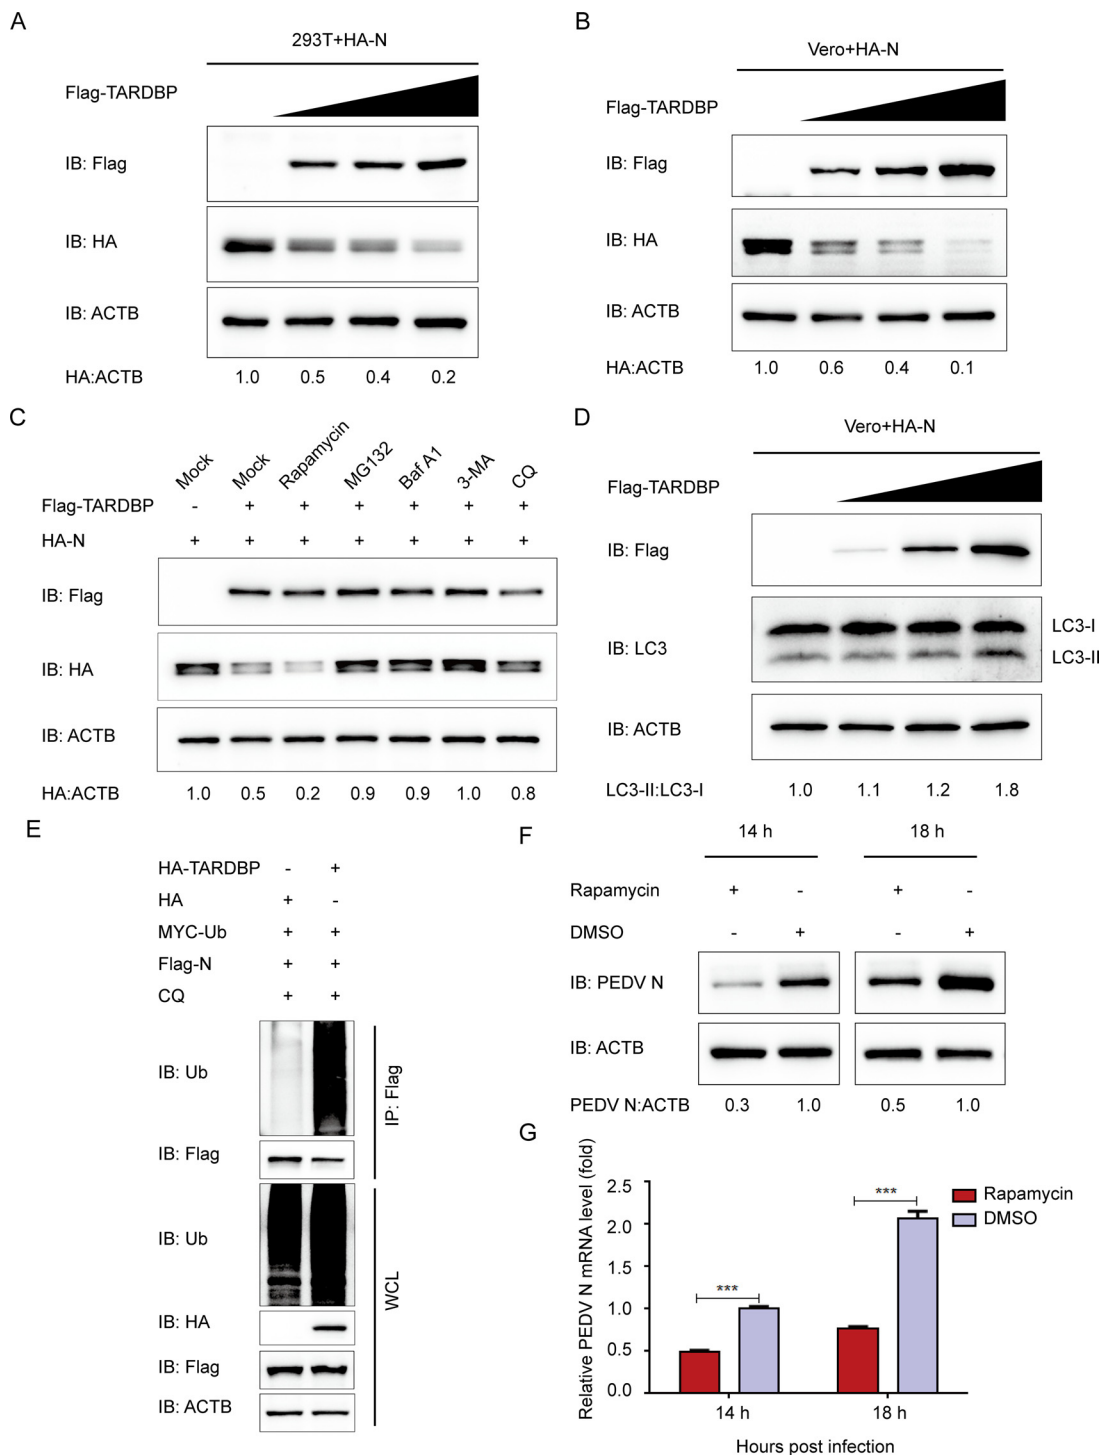 A
293T+HA-N
Flag-TARDBP
IB: Flag
IB: HA
IB: ACTB
HA:ACTB 1.0 0.5 0.4 0.2
B
Vero+HA-N
Flag-TARDBP
IB: Flag
IB: HA
IB: ACTB
HA:ACTB 1.0 0.6 0.4 0.1
C
Mock Mock Rapamycin MG132 Baf A1 3-MA CQ
Flag-TARDBP - + + + + + +
HA-N + + + + + + +
IB: Flag
IB: HA
IB: ACTB
HA:ACTB 1.0 0.5 0.2 0.9 0.9 1.0 0.8
D
Vero+HA-N
Flag-TARDBP
IB: Flag
IB: LC3
LC3-I
LC3-II
IB: ACTB
LC3-II:LC3-I 1.0 1.1 1.2 1.8
E
HA-TARDBP - +
HA + -
MYC-Ub + +
Flag-N + +
CQ + +
IB: Ub
IB: Flag
IP: Flag
IB: Ub
IB: HA
IB: Flag
IB: ACTB
WCL
F
14 h 18 h
Rapamycin + - + -
DMSO - + - +
IB: PEDV N
IB: ACTB
PEDV N:ACTB 0.3 1.0 0.5 1.0
G
Relative PEDV N mRNA level (fold)
2.5
2.0
1.5
1.0
0.5
0.0
***
***
Rapamycin
DMSO
14 h 18 h
Hours post infection